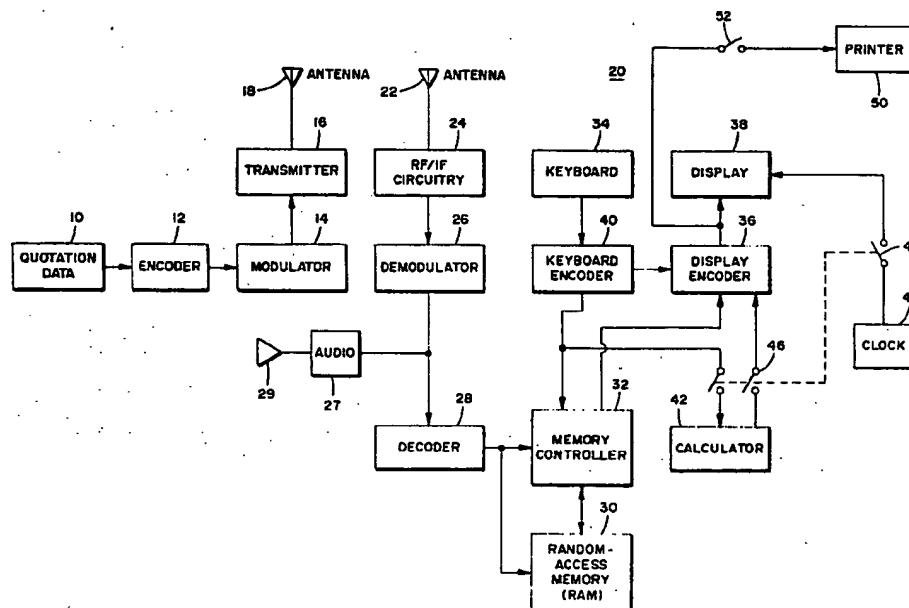 52
PRINTER
50
20
ANTENNA
18
ANTENNA
22
16
TRANSMITTER
24
RF/IF
CIRCUITRY
34
KEYBOARD
38
DISPLAY
10
QUOTATION
DATA
12
ENCODER
14
MODULATOR
26
DEMODULATOR
40
KEYBOARD
ENCODER
36
DISPLAY
ENCODER
CLOCK
29
AUDIO
27
28
DECODER
32
MEMORY
CONTROLLER
46
42
CALCULATOR
30
RANDOM-
ACCESS
MEMORY
(RAM)